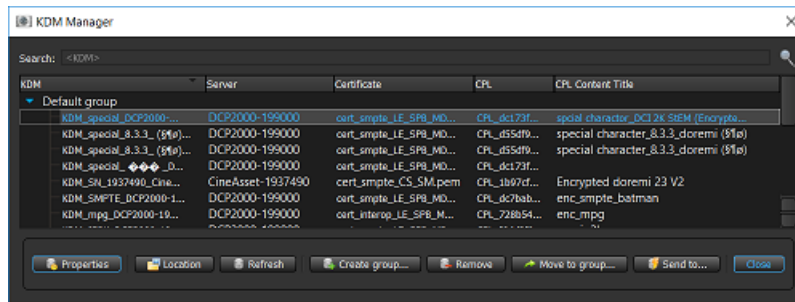 KDM Manager
Search: <KDM>
KDM Server Certificate CPL CPL Content Title
Default group
KDM_special_DCP2000-... DCP2000-199000 cert_smpte_LE_SPB_MD... CPL_dc173f... spcial charactor_DCI 2K StEM (Encrypte...
KDM_special_8.3.3_ (§¶ø)... DCP2000-199000 cert_smpte_LE_SPB_MD... CPL_d55df9... special character_8.3.3_doremi (§¶ø)
KDM_special_8.3.3_ (§¶ø)... DCP2000-199000 cert_smpte_LE_SPB_MD... CPL_d55df9... special character_8.3.3_doremi (§¶ø)
KDM_special_ ��� _D... DCP2000-199000 cert_smpte_LE_SPB_MD... CPL_dc173f...
KDM_SN_1937490_Cine... CineAsset-1937490 cert_smpte_CS_SM.pem CPL_1b97cf... Encrypted doremi 23 V2
KDM_SMPTE_DCP2000-1... DCP2000-199000 cert_smpte_LE_SPB_MD... CPL_dc7bab... enc_smpte_batman
KDM_mpg_DCP2000-19... DCP2000-199000 cert_interop_LE_SPB_M... CPL_728b54... enc_mpg
Properties Location Refresh Create group... Remove Move to group... Send to... Close